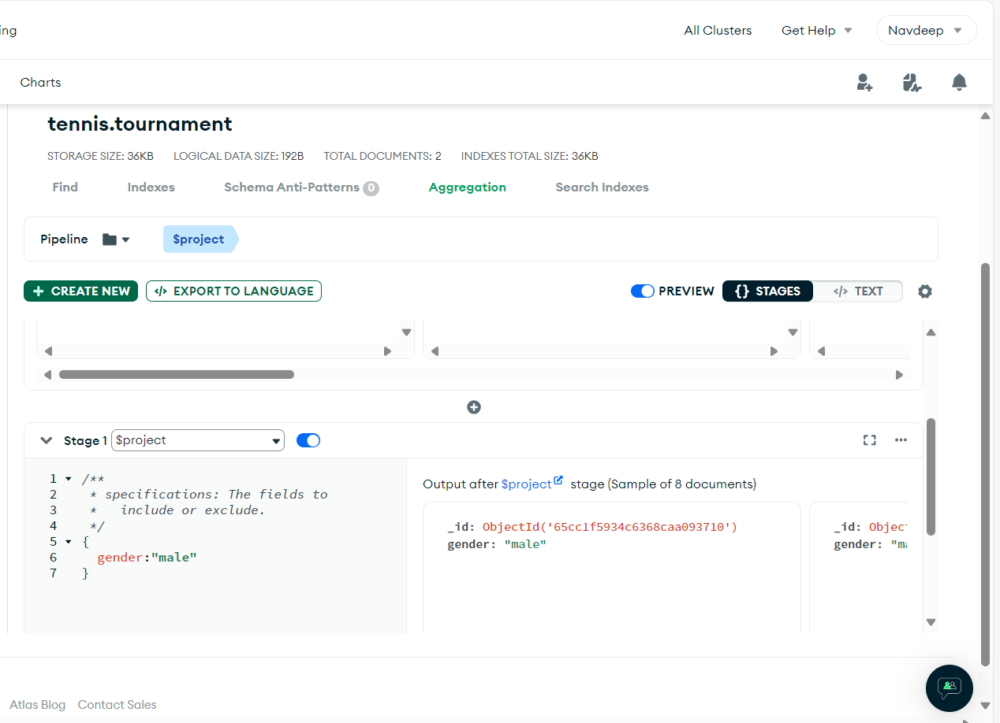 ing
All Clusters
Get Help
Navdeep
Charts
tennis.tournament
STORAGE SIZE: 36KB LOGICAL DATA SIZE: 192B TOTAL DOCUMENTS: 2 INDEXES TOTAL SIZE: 36KB
Find Indexes Schema Anti-Patterns 0 Aggregation Search Indexes
Pipeline $project
+ CREATE NEW </> EXPORT TO LANGUAGE PREVIEW {} STAGES </> TEXT
Stage 1 $project
1 /**
2 * specifications: The fields to
3 * include or exclude.
4 */
5 {
6 gender:"male"
7 }
Output after $project stage (Sample of 8 documents)
_id: ObjectId('65cc1f5934c6368caa093710')
gender: "male"
_id: Object
gender: "ma
Atlas Blog Contact Sales